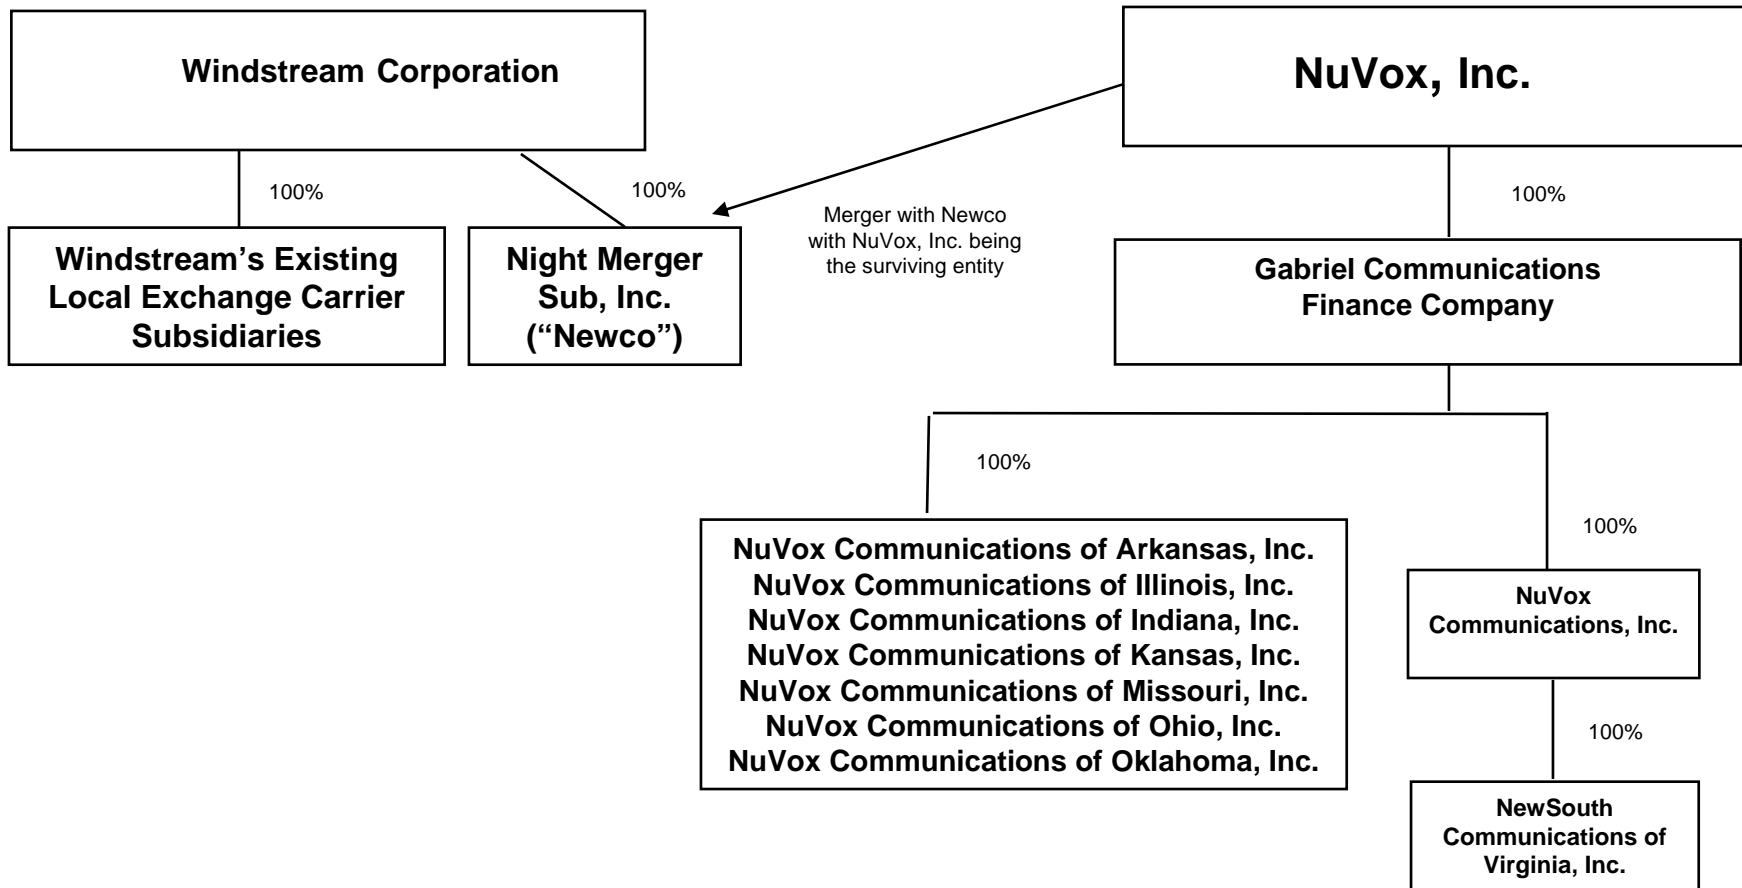 Windstream Corporation
NuVox, Inc.
100%
100%
100%
Merger with Newco
with NuVox, Inc. being
the surviving entity
Windstream’s Existing
Local Exchange Carrier
Subsidiaries
Night Merger
Sub, Inc.
(“Newco”)
Gabriel Communications
Finance Company
100%
100%
NuVox Communications of Arkansas, Inc.
NuVox Communications of Illinois, Inc.
NuVox Communications of Indiana, Inc.
NuVox Communications of Kansas, Inc.
NuVox Communications of Missouri, Inc.
NuVox Communications of Ohio, Inc.
NuVox Communications of Oklahoma, Inc.
NuVox
Communications, Inc.
100%
NewSouth
Communications of
Virginia, Inc.